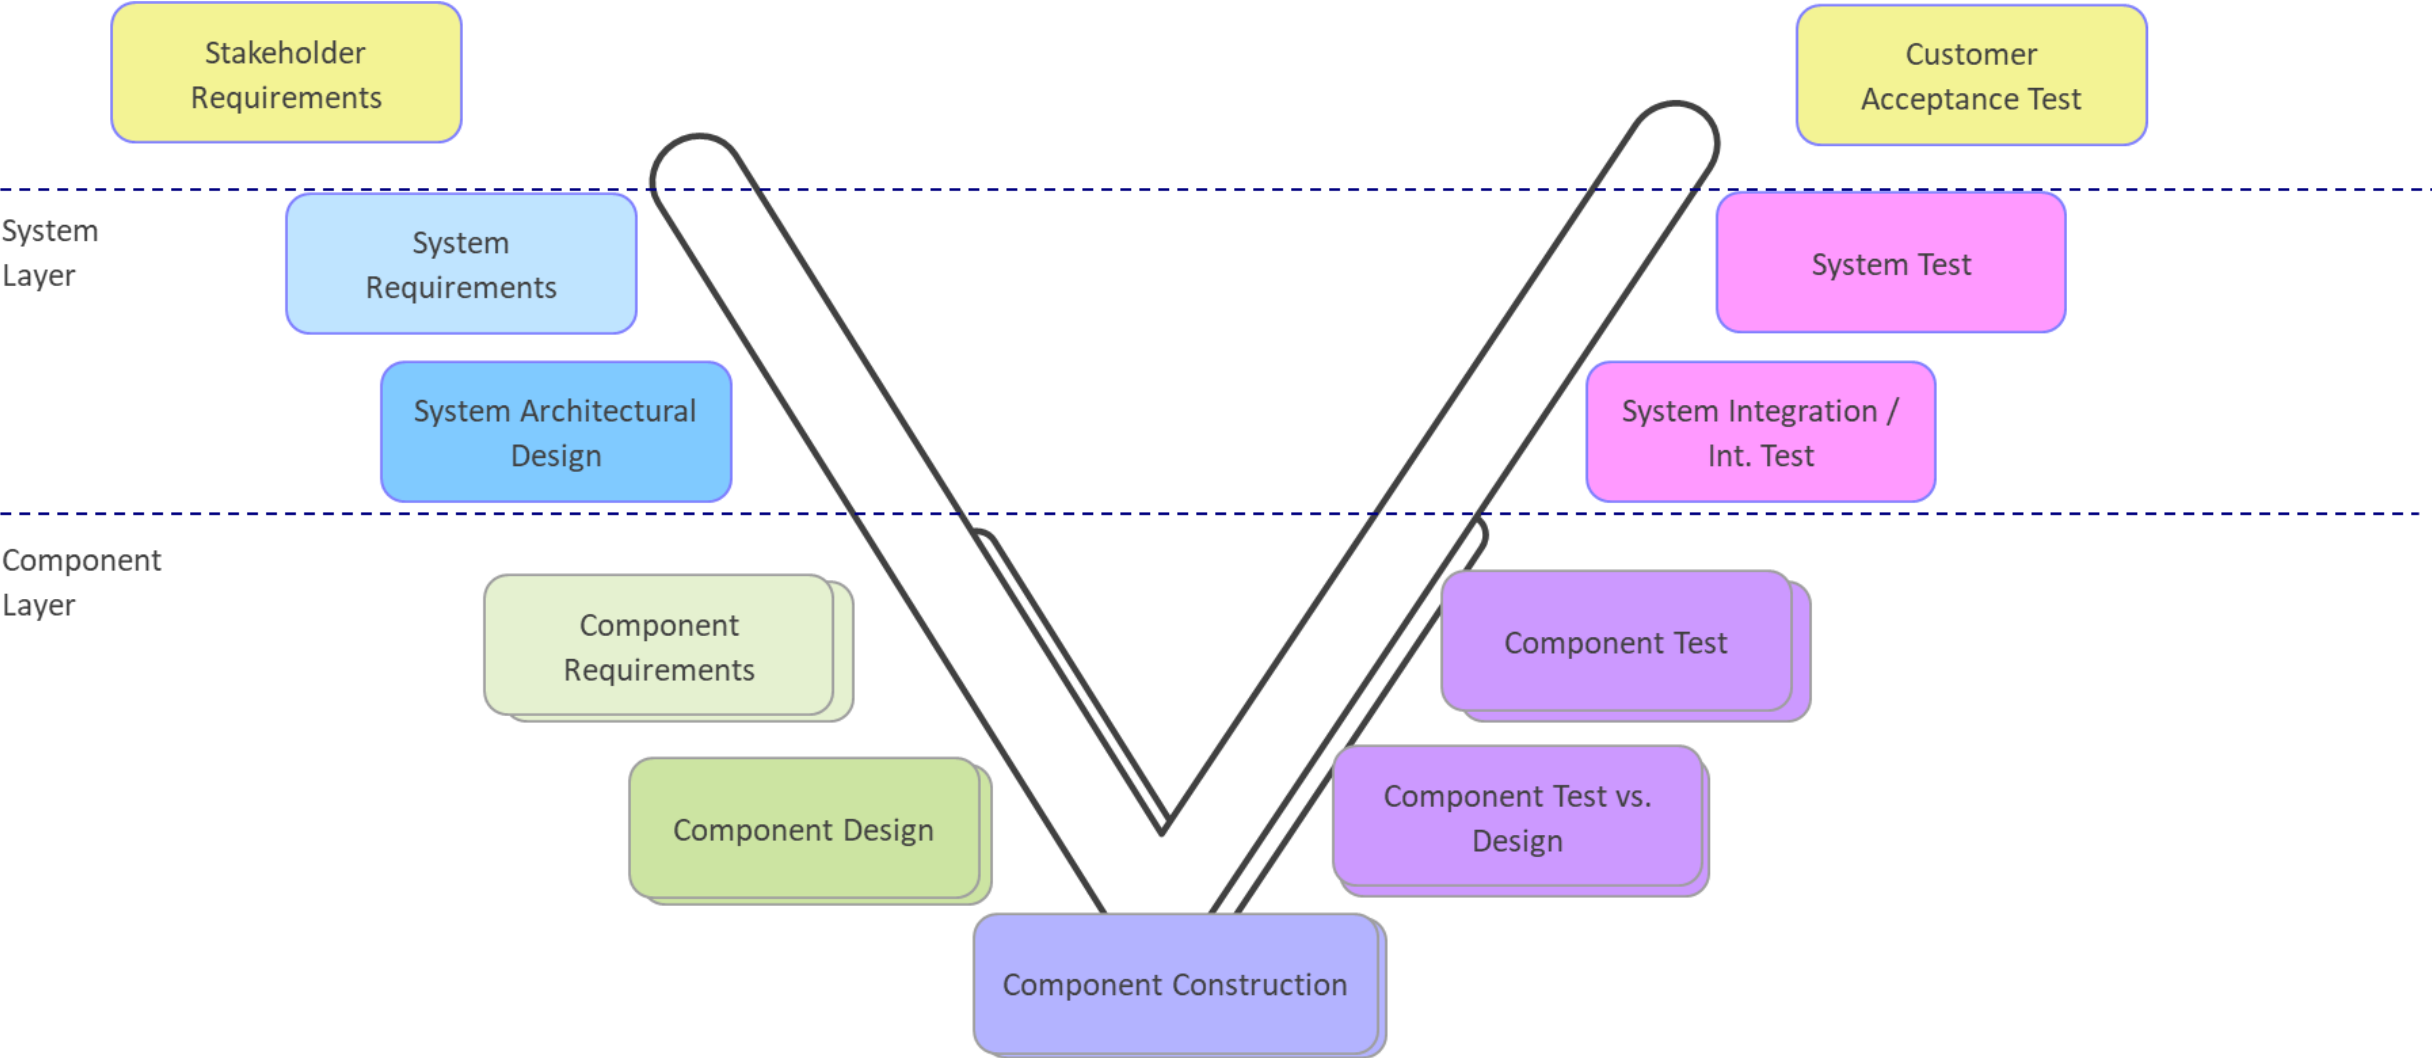 Stakeholder
Requirements
Customer
Acceptance Test
System
Layer
System
Requirements
System Test
System Architectural
Design
System Integration /
Int. Test
Component
Layer
Component
Requirements
Component Test
Component Design
Component Test vs.
Design
Component Construction